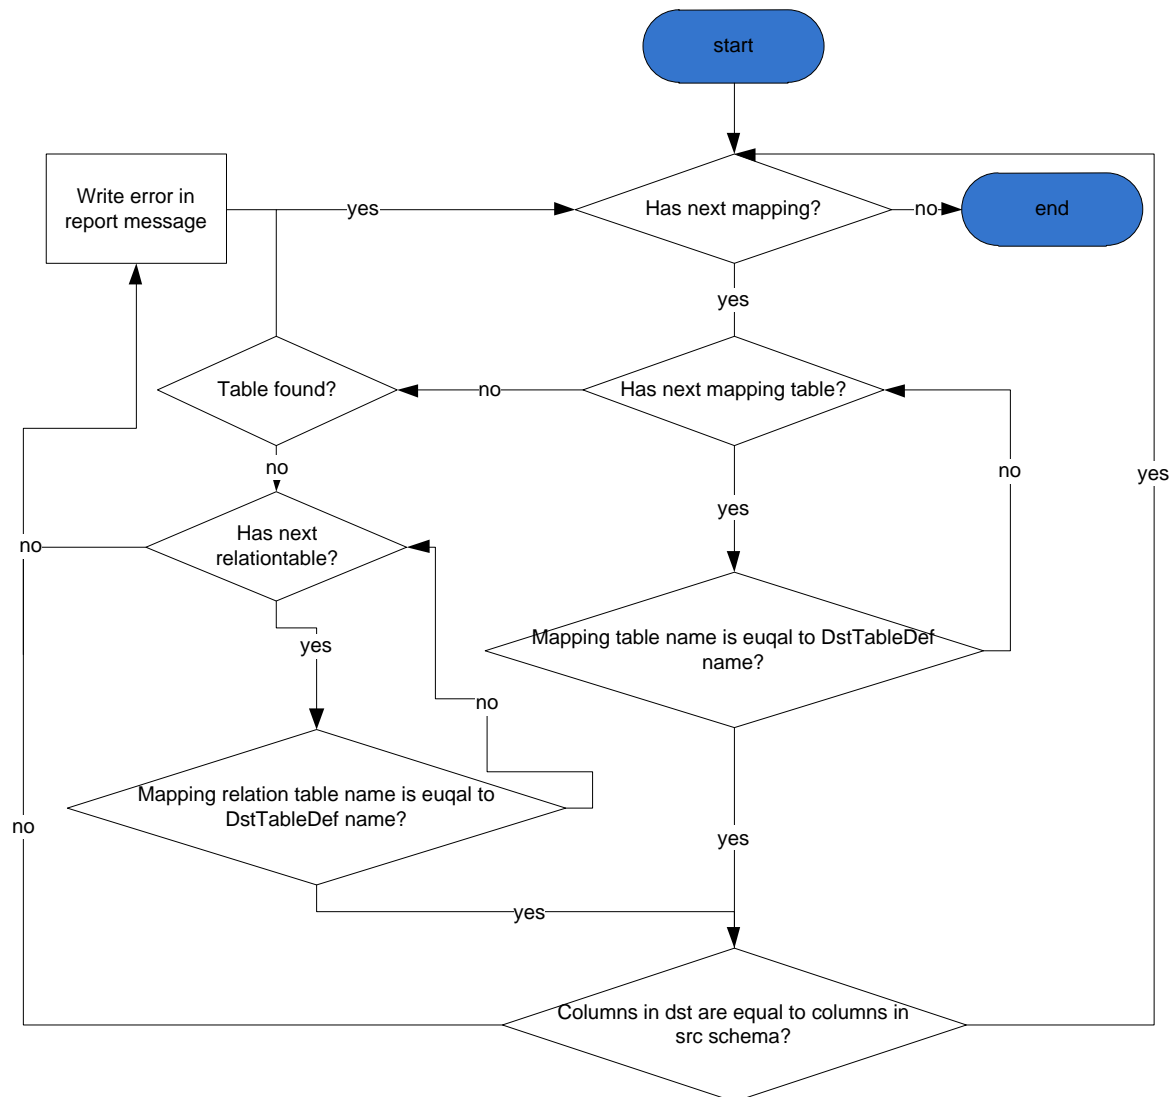 start
Write error in
report message
yes
Has next mapping?
no
end
yes
Table found?
no
Has next mapping table?
no
yes
no
yes
Has next
relationtable?
no
yes
Mapping table name is euqal to DstTableDef
name?
no
Mapping relation table name is euqal to
DstTableDef name?
no
yes
yes
Columns in dst are equal to columns in
src schema?